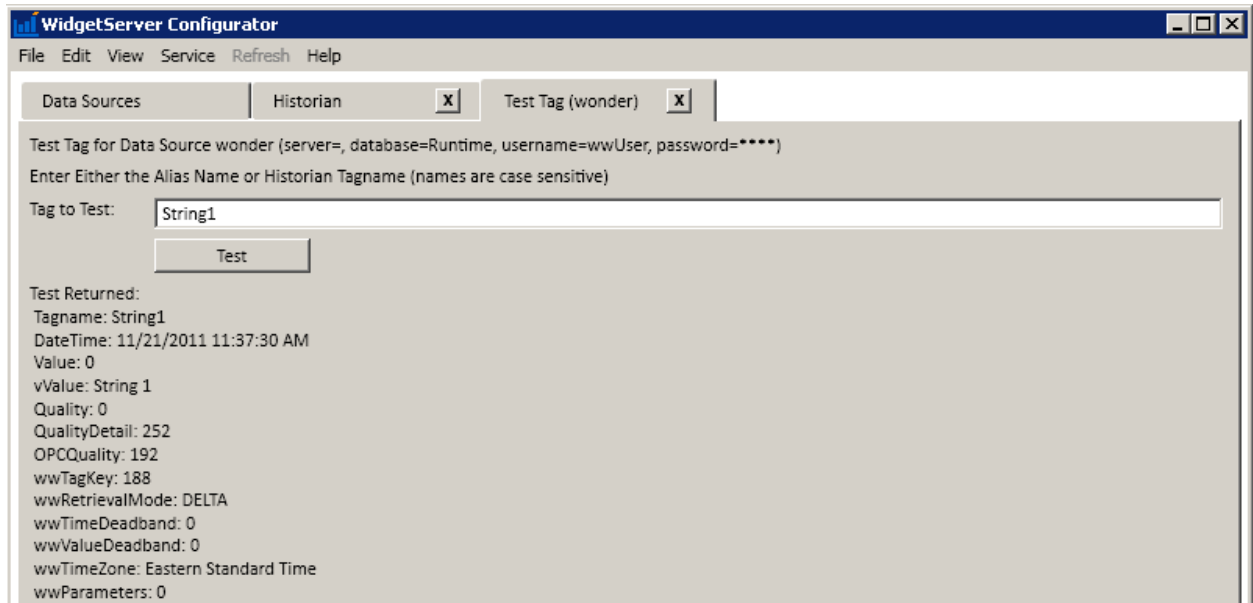 WidgetServer Configurator
File Edit View Service Refresh Help
Data Sources Historian X Test Tag (wonder) X
Test Tag for Data Source wonder (server=, database=Runtime, username=wwUser, password=****)
Enter Either the Alias Name or Historian Tagname (names are case sensitive)
Tag to Test: String1
Test
Test Returned:
Tagname: String1
DateTime: 11/21/2011 11:37:30 AM
Value: 0
vValue: String 1
Quality: 0
QualityDetail: 252
OPCQuality: 192
wwTagKey: 188
wwRetrievalMode: DELTA
wwTimeDeadband: 0
wwValueDeadband: 0
wwTimeZone: Eastern Standard Time
wwParameters: 0